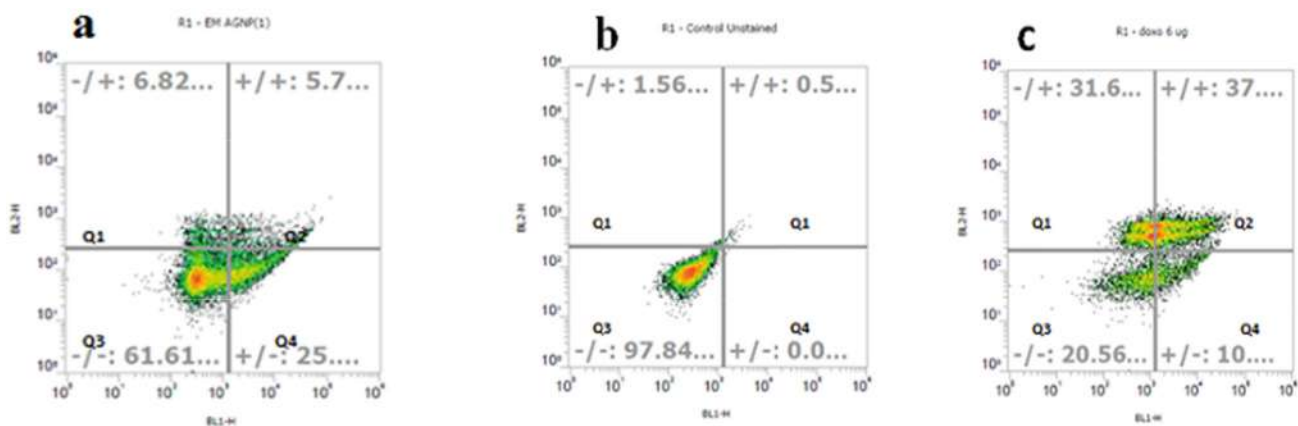 a
R1 - EM AGNP(1)
-/+: 6.82...
+/+: 5.7...
Q1
Q2
Q3
Q4
-/-: 61.61...
+/-: 25....
BL2-H
BL1-H
b
R1 - Control Unstained
-/+: 1.56...
+/+: 0.5...
Q1
Q1
Q3
Q4
-/-: 97.84...
+/-: 0.0...
BL2-H
BL1-H
c
R1 - doxo 6 ug
-/+: 31.6...
+/+: 37....
Q1
Q2
Q3
Q4
-/-: 20.56...
+/-: 10....
BL2-H
BL1-H